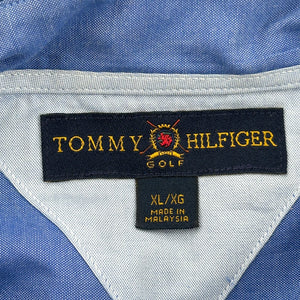 TOMMY HILFIGER
GOLF
XL/XG
MADE IN
MALAYSIA